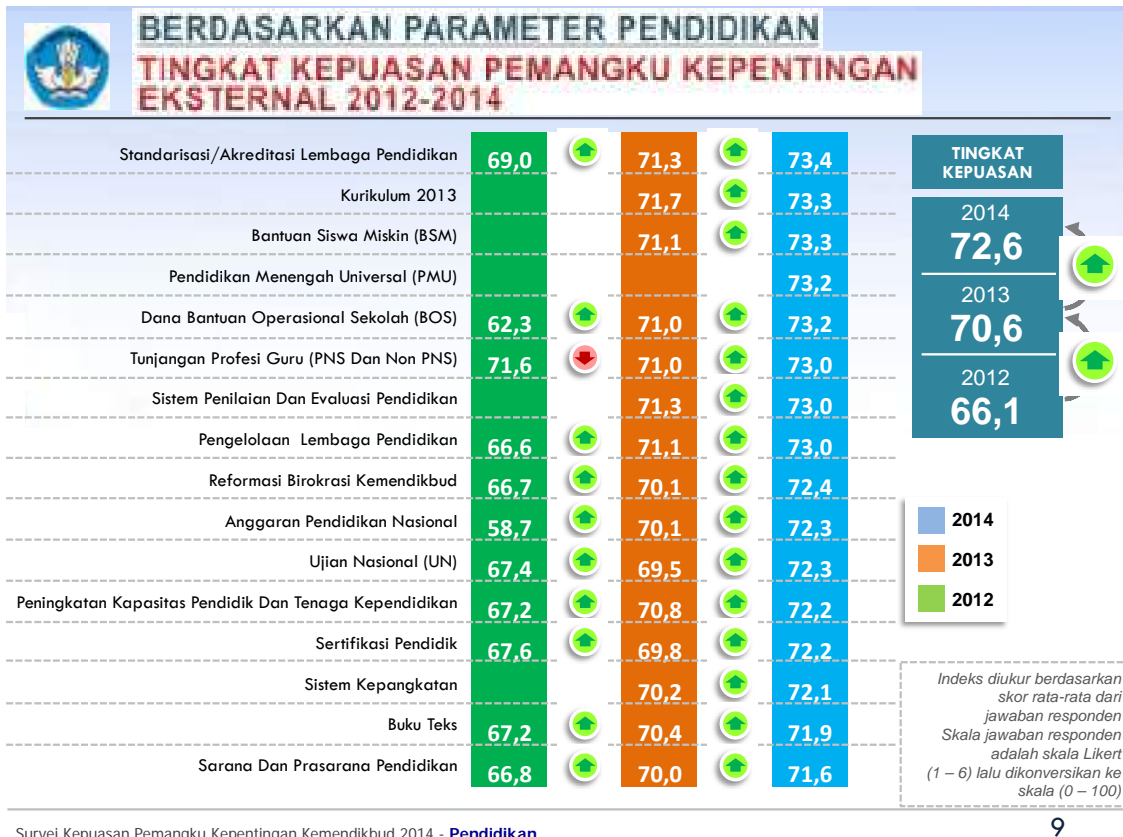 BERDASARKAN PARAMETER PENDIDIKAN
TINGKAT KEPUASAN PEMANGKU KEPENTINGAN
EKSTERNAL 2012-2014
Standarisasi/Akreditasi Lembaga Pendidikan 69,0 71,3 73,4
Kurikulum 2013 71,7 73,3
Bantuan Siswa Miskin (BSM) 71,1 73,3
Pendidikan Menengah Universal (PMU) 73,2
Dana Bantuan Operasional Sekolah (BOS) 62,3 71,0 73,2
Tunjangan Profesi Guru (PNS Dan Non PNS) 71,6 71,0 73,0
Sistem Penilaian Dan Evaluasi Pendidikan 71,3 73,0
Pengelolaan Lembaga Pendidikan 66,6 71,1 73,0
Reformasi Birokrasi Kemendikbud 66,7 70,1 72,4
Anggaran Pendidikan Nasional 58,7 70,1 72,3
Ujian Nasional (UN) 67,4 69,5 72,3
Peningkatan Kapasitas Pendidik Dan Tenaga Kependidikan 67,2 70,8 72,2
Sertifikasi Pendidik 67,6 69,8 72,2
Sistem Kepangkatan 70,2 72,1
Buku Teks 67,2 70,4 71,9
Sarana Dan Prasarana Pendidikan 66,8 70,0 71,6
TINGKAT
KEPUASAN
2014
72,6
2013
70,6
2012
66,1
2014
2013
2012
Indeks diukur berdasarkan
skor rata-rata dari
jawaban responden
Skala jawaban responden
adalah skala Likert
(1 – 6) lalu dikonversikan ke
skala (0 – 100)
Survei Kepuasan Pemangku Kepentingan Kemendikbud 2014 - Pendidikan
9